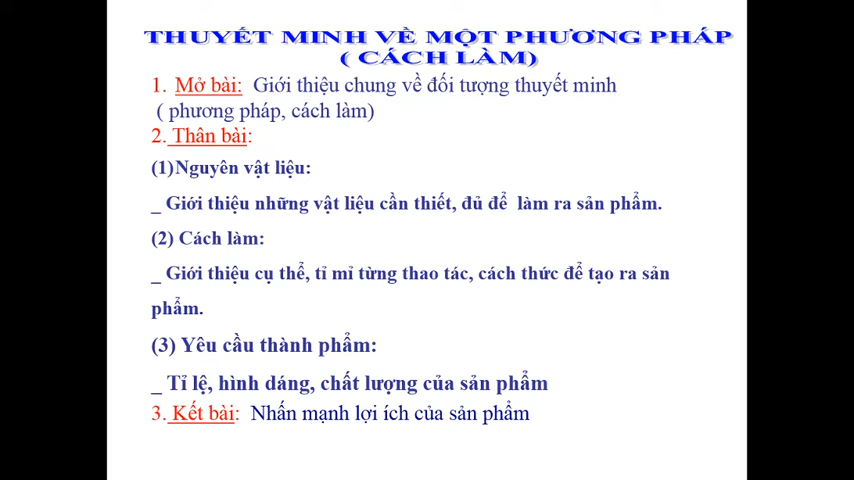 THUYẾT MINH VỀ MỘT PHƯƠNG PHÁP
( CÁCH LÀM)
1. Mở bài: Giới thiệu chung về đối tượng thuyết minh
( phương pháp, cách làm)
2. Thân bài:
(1)Nguyên vật liệu:
_ Giới thiệu những vật liệu cần thiết, đủ để làm ra sản phẩm.
(2) Cách làm:
_ Giới thiệu cụ thể, tỉ mỉ từng thao tác, cách thức để tạo ra sản
phẩm.
(3) Yêu cầu thành phẩm:
_ Tỉ lệ, hình dáng, chất lượng của sản phẩm
3. Kết bài: Nhấn mạnh lợi ích của sản phẩm